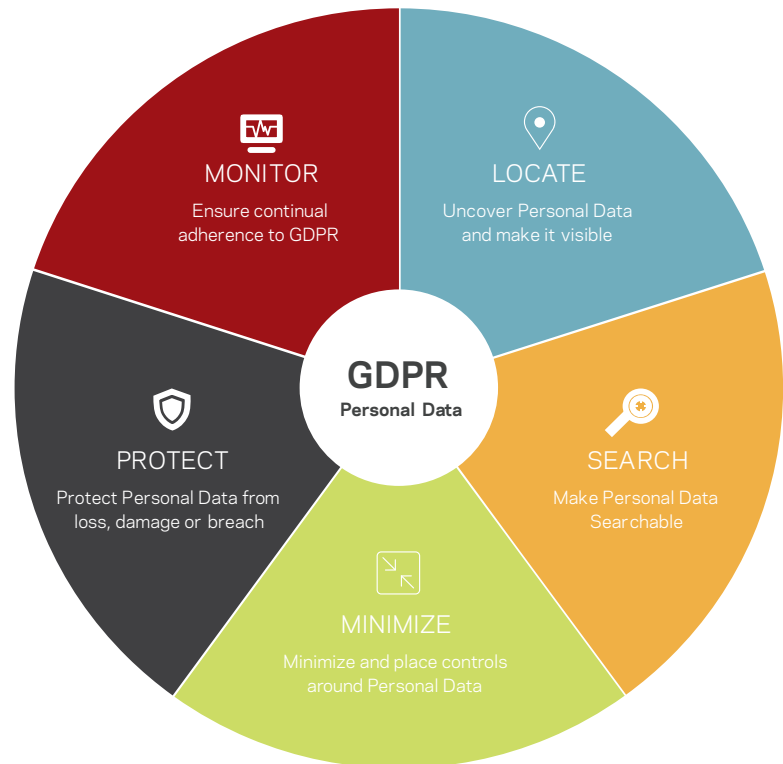 MONITOR
Ensure continual
adherence to GDPR
LOCATE
Uncover Personal Data
and make it visible
GDPR
Personal Data
PROTECT
Protect Personal Data from
loss, damage or breach
SEARCH
Make Personal Data
Searchable
MINIMIZE
Minimize and place controls
around Personal Data